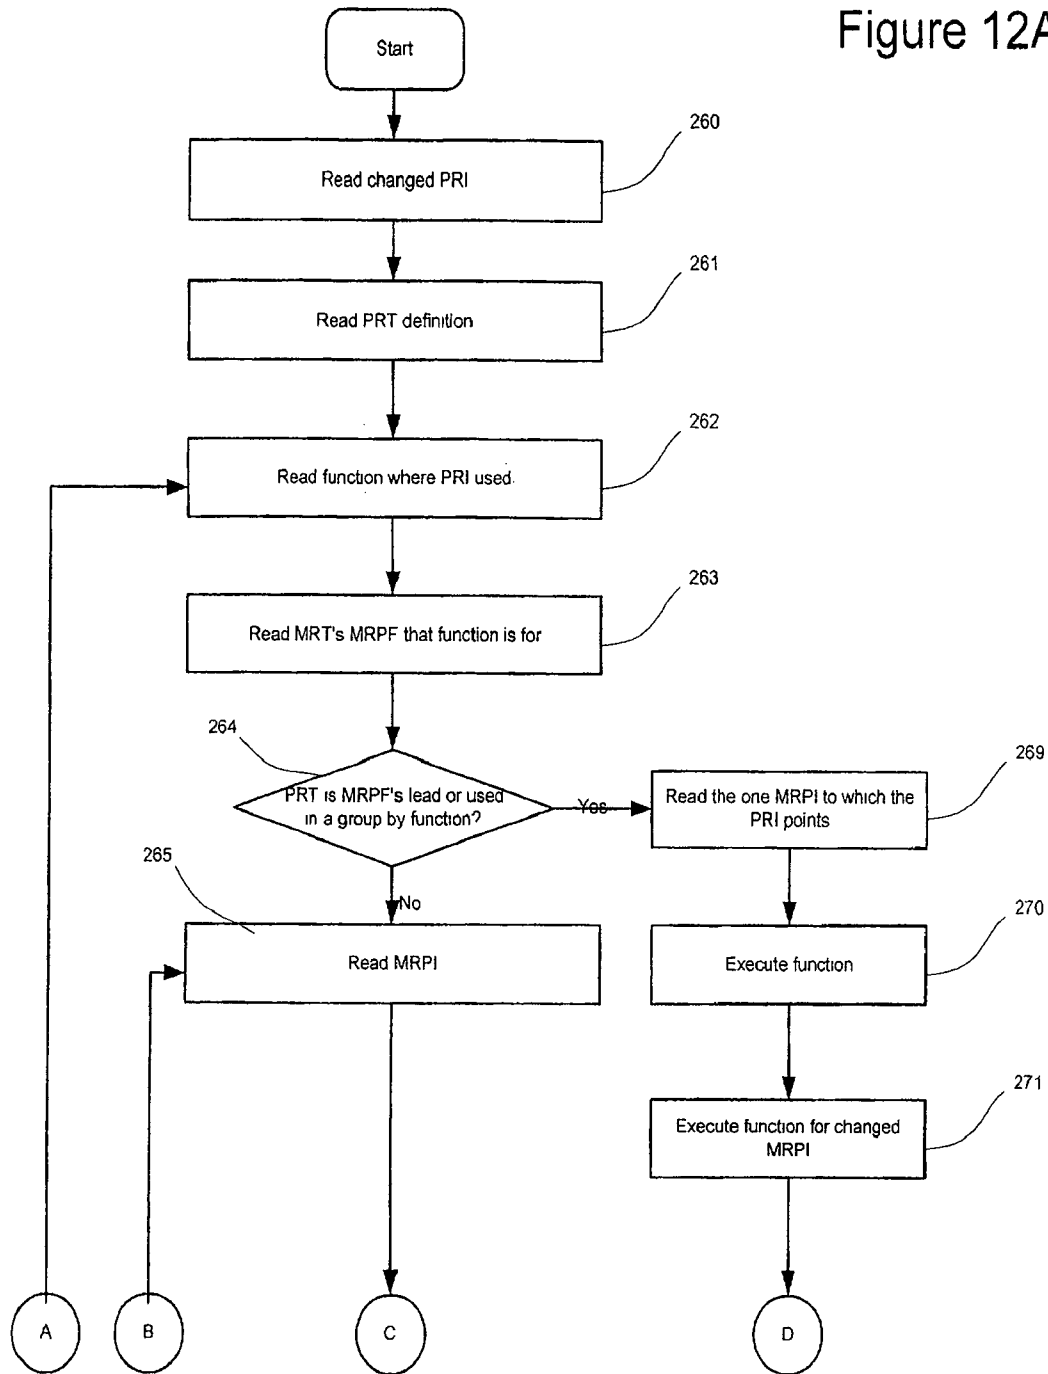 Figure 12A
Start
260
Read changed PRI
261
Read PRT definition
262
Read function where PRI used
263
Read MRT's MRPF that function is for
264
PRT is MRPF's lead or used
in a group by function?
Yes
269
Read the one MRPI to which the
PRI points
265
No
Read MRPI
270
Execute function
271
Execute function for changed
MRPI
A
B
C
D